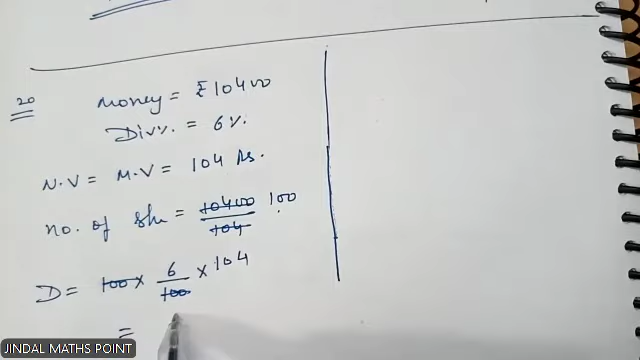 20
Money = ₹10400
Div%. = 6%.
N.V = M.V = 104 Rs.
no. of sh = 10400/104 100
D = 100 × 6/100 × 104
=
JINDAL MATHS POINT